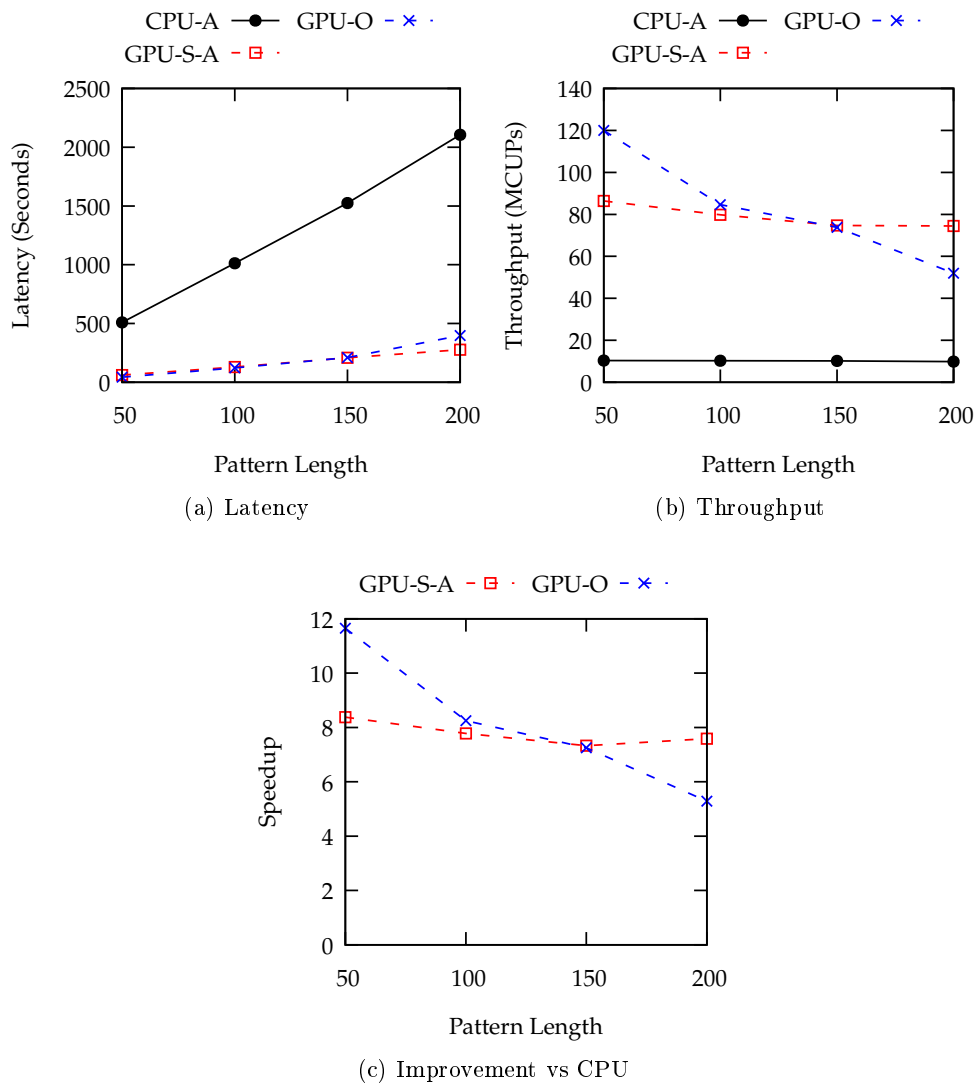 CPU-A GPU-O
GPU-S-A
2500
2000
1500
1000
500
0
50 100 150 200
Latency (Seconds)
Pattern Length
(a) Latency
CPU-A GPU-O
GPU-S-A
140
120
100
80
60
40
20
0
50 100 150 200
Throughput (MCUPs)
Pattern Length
(b) Throughput
GPU-S-A GPU-O
12
10
8
6
4
2
0
50 100 150 200
Speedup
Pattern Length
(c) Improvement vs CPU